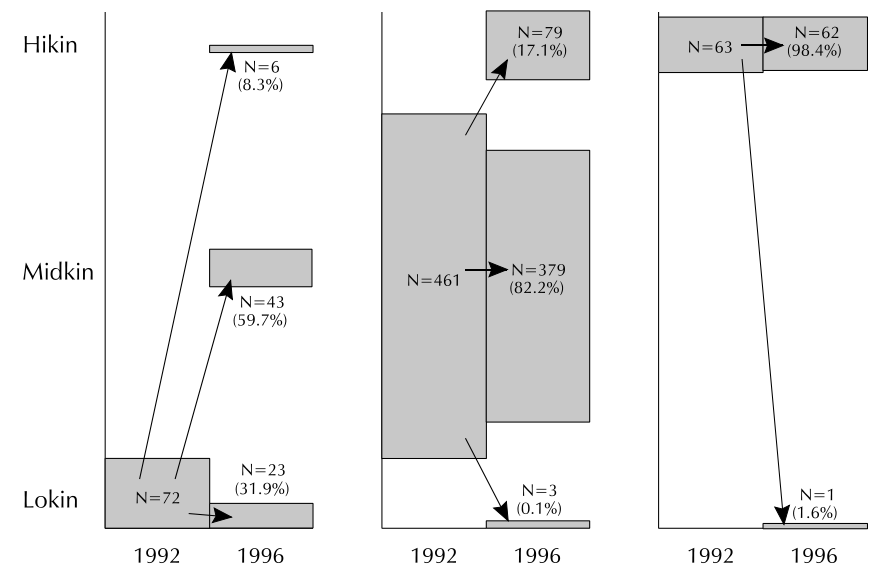 Hikin
N=6
(8.3%)
N=79
(17.1%)
N=63
N=62
(98.4%)
Midkin
N=43
(59.7%)
N=461
N=379
(82.2%)
Lokin
N=72
N=23
(31.9%)
N=3
(0.1%)
N=1
(1.6%)
1992
1996
1992
1996
1992
1996